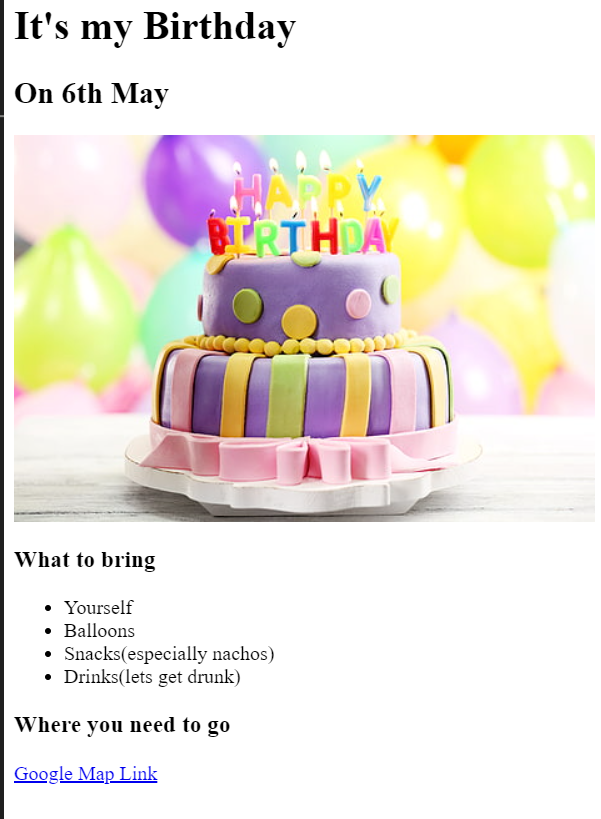 It's my Birthday
On 6th May
HAPPY
BIRTHDAY
What to bring
Yourself
Balloons
Snacks(especially nachos)
Drinks(lets get drunk)
Where you need to go
Google Map Link